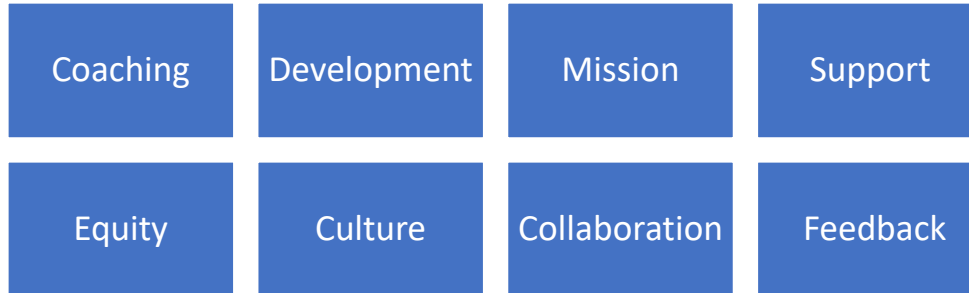 Coaching
Development
Mission
Support
Equity
Culture
Collaboration
Feedback